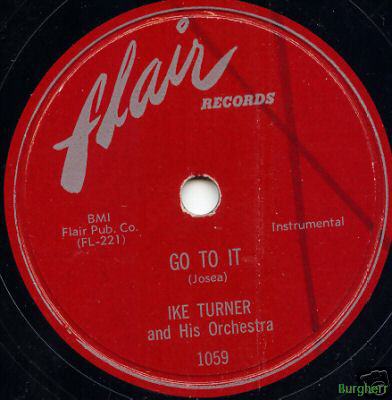 flair
RECORDS
BMI
Flair Pub. Co.
(FL-221)
Instrumental
GO TO IT
(Josea)
IKE TURNER
and His Orchestra
1059
Burgherr